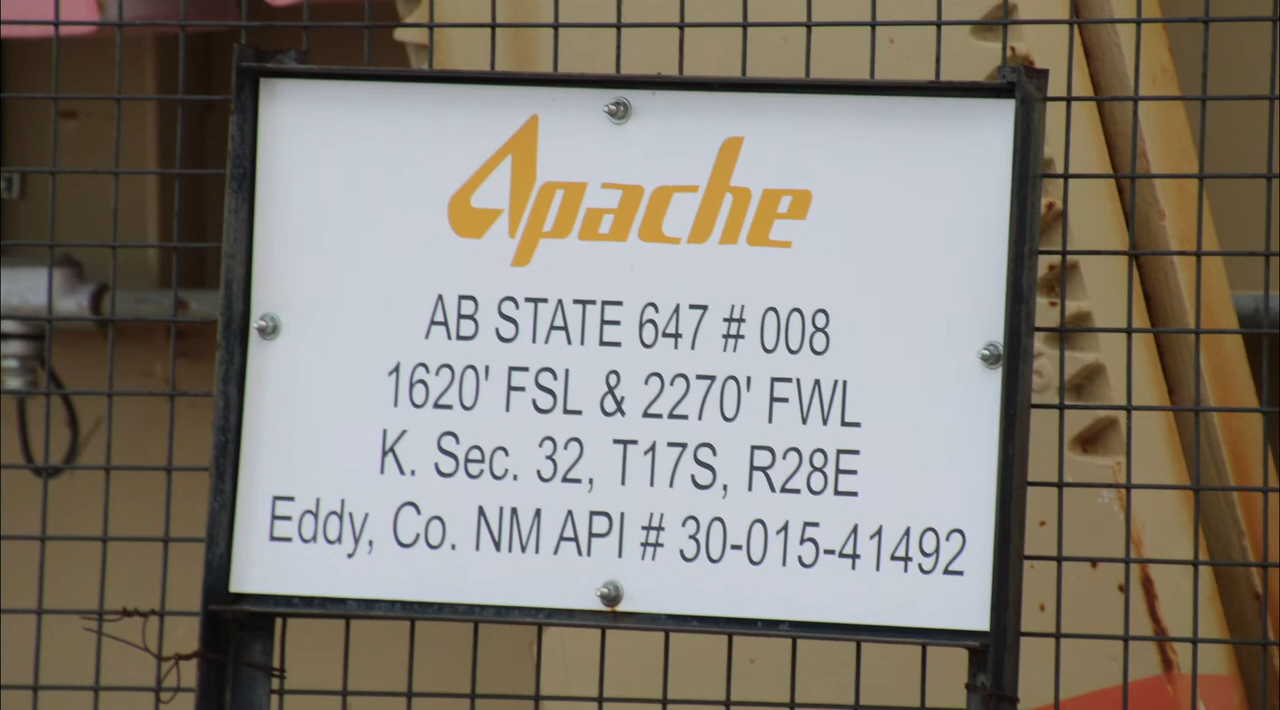 Apache
AB STATE 647 # 008
1620' FSL & 2270' FWL
K. Sec. 32, T17S, R28E
Eddy, Co. NM API # 30-015-41492